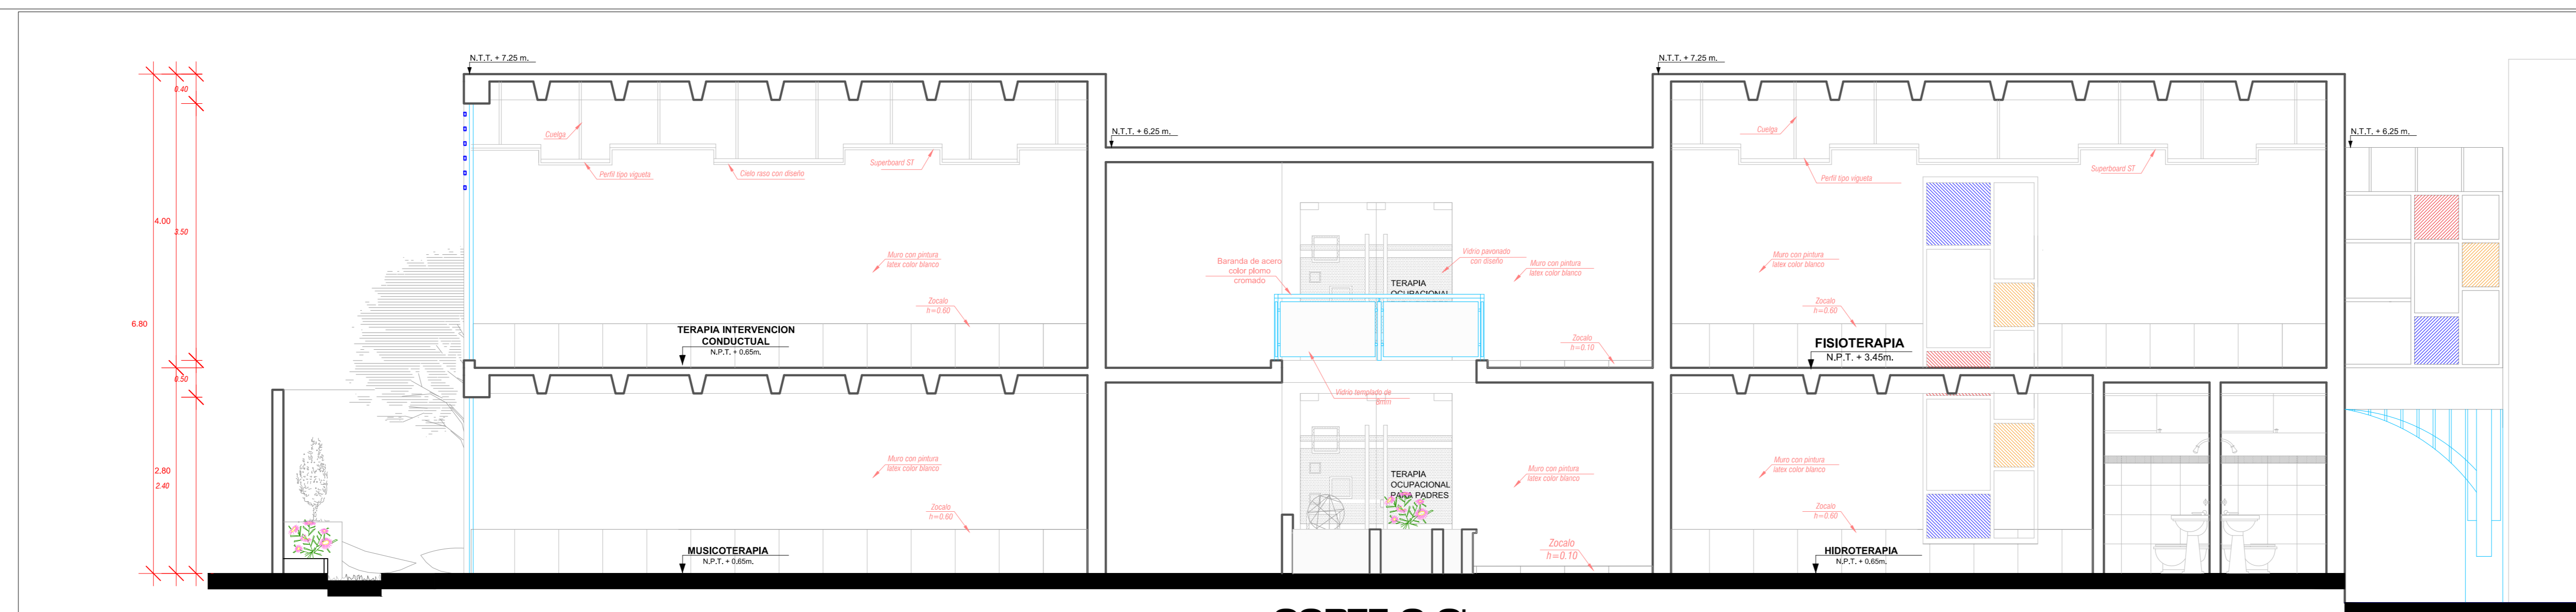 N.T.T. + 7.25 m.
N.T.T. + 7.25 m.
0.40
N.T.T. + 6.25 m.
N.T.T. + 6.25 m.
Cuelga
Cuelga
Perfil tipo vigueta
Cielo raso con diseño
Superboard ST
Perfil tipo vigueta
Superboard ST
4.00
3.50
Muro con pintura
latex color blanco
Baranda de acero
color plomo
cromado
Vidrio pavonado
con diseño
Muro con pintura
latex color blanco
Muro con pintura
latex color blanco
TERAPIA
OCUPACIONAL
Zocalo
h=0.60
Zocalo
h=0.60
6.80
TERAPIA INTERVENCION
CONDUCTUAL
N.P.T. + 0.65m.
Zocalo
h=0.10
FISIOTERAPIA
N.P.T. + 3.45m.
0.50
Vidrio templado de
2.80
2.40
Muro con pintura
latex color blanco
TERAPIA
OCUPACIONAL
PARA PADRES
Muro con pintura
latex color blanco
Muro con pintura
latex color blanco
Zocalo
h=0.60
Zocalo
h=0.60
MUSICOTERAPIA
N.P.T. + 0.65m.
Zocalo
h=0.10
HIDROTERAPIA
N.P.T. + 0.65m.